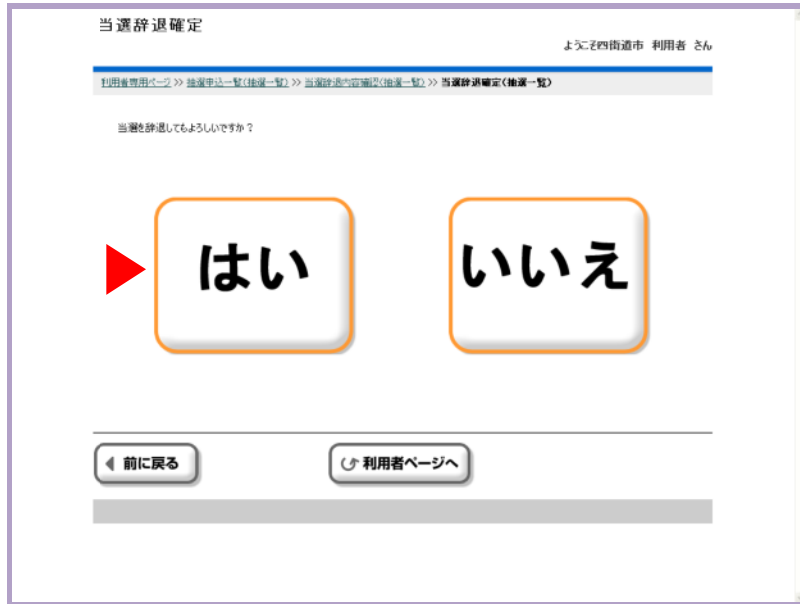 当選辞退確定
ようこそ四街道市 利用者 さん
利用者専用ページ >> 抽選申込一覧(抽選一覧) >> 当選辞退内容確認(抽選一覧) >> 当選辞退確定(抽選一覧)
当選を辞退してもよろしいですか？
はい
いいえ
前に戻る
利用者ページへ